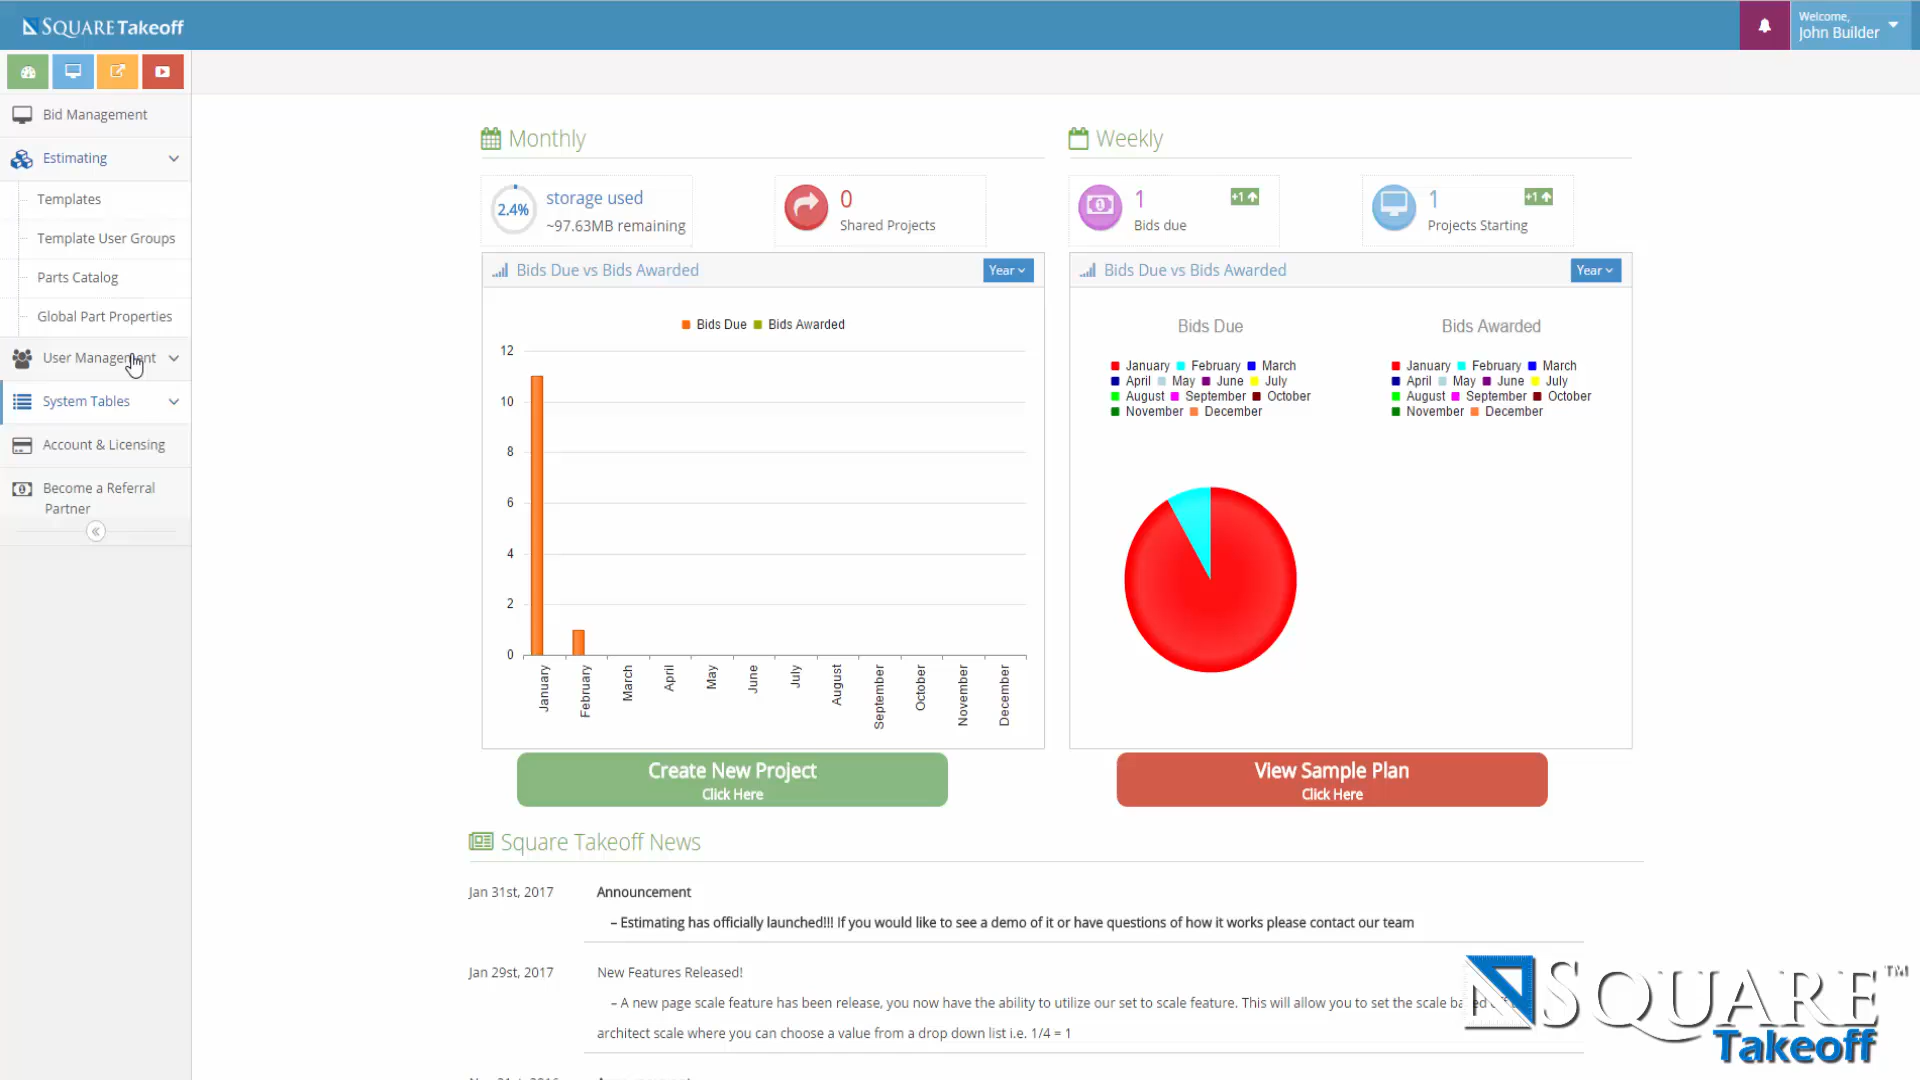 SQUARE Takeoff
Welcome,
John Builder
Bid Management
Estimating
Templates
Template User Groups
Parts Catalog
Global Part Properties
User Management
System Tables
Account & Licensing
Become a Referral
Partner
Monthly
2.4%
storage used
~97.63MB remaining
0
Shared Projects
Bids Due vs Bids Awarded
Year
Bids Due Bids Awarded
12
10
8
6
4
2
0
January
February
March
April
May
June
July
August
September
October
November
December
Weekly
1
+1
Bids due
1
+1
Projects Starting
Bids Due vs Bids Awarded
Year
Bids Due
January February March
April May June July
August September October
November December
Bids Awarded
January February March
April May June July
August September October
November December
Create New Project
Click Here
View Sample Plan
Click Here
Square Takeoff News
Jan 31st, 2017 Announcement
– Estimating has officially launched!!! If you would like to see a demo of it or have questions of how it works please contact our team
Jan 29st, 2017 New Features Released!
– A new page scale feature has been release, you now have the ability to utilize our set to scale feature. This will allow you to set the scale
architect scale where you can choose a value from a drop down list i.e. 1/4 = 1
SQUARE™
Takeoff